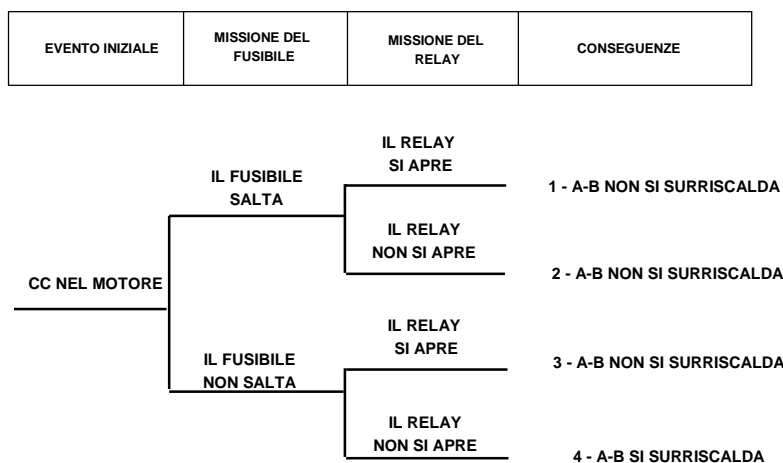 EVENTO INIZIALE
MISSIONE DEL
FUSIBILE
MISSIONE DEL
RELAY
CONSEGUENZE
IL RELAY
SI APRE
IL FUSIBILE
SALTA
1 - A-B NON SI SURRISCALDA
IL RELAY
NON SI APRE
2 - A-B NON SI SURRISCALDA
CC NEL MOTORE
IL RELAY
SI APRE
IL FUSIBILE
NON SALTA
3 - A-B NON SI SURRISCALDA
IL RELAY
NON SI APRE
4 - A-B SI SURRISCALDA